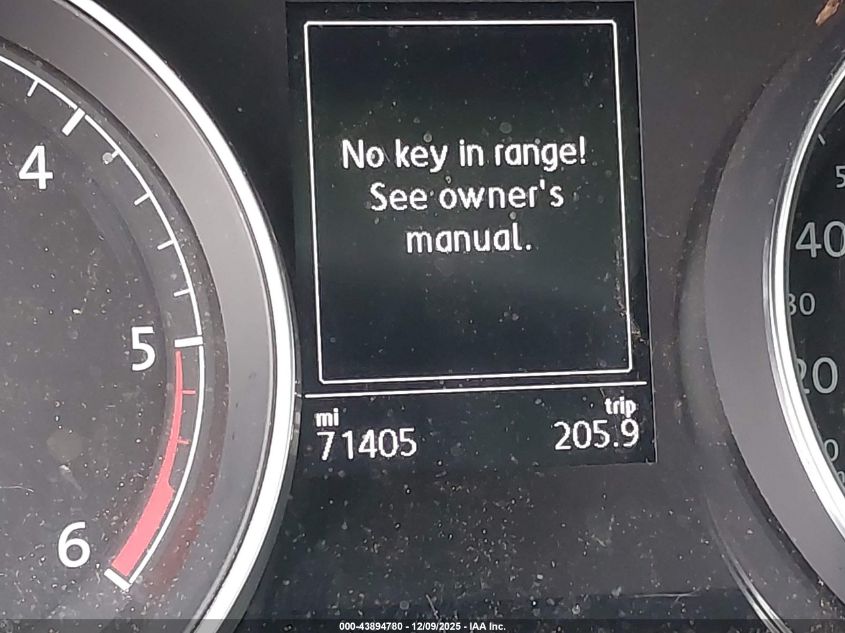 No key in range!
See owner's
manual.
mi
71405
trip
205.9
4
5
6
40
20
000-43894780 - 12/09/2025 - IAA Inc.